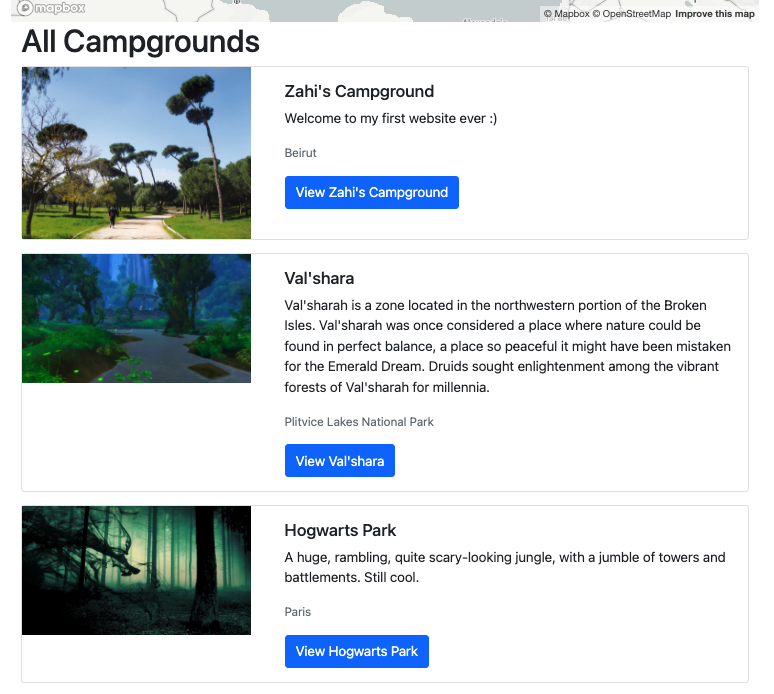 mapbox
© Mapbox © OpenStreetMap Improve this map
All Campgrounds
Zahi's Campground
Welcome to my first website ever :)
Beirut
View Zahi's Campground
Val'shara
Val'sharah is a zone located in the northwestern portion of the Broken
Isles. Val'sharah was once considered a place where nature could be
found in perfect balance, a place so peaceful it might have been mistaken
for the Emerald Dream. Druids sought enlightenment among the vibrant
forests of Val'sharah for millennia.
Plitvice Lakes National Park
View Val'shara
Hogwarts Park
A huge, rambling, quite scary-looking jungle, with a jumble of towers and
battlements. Still cool.
Paris
View Hogwarts Park